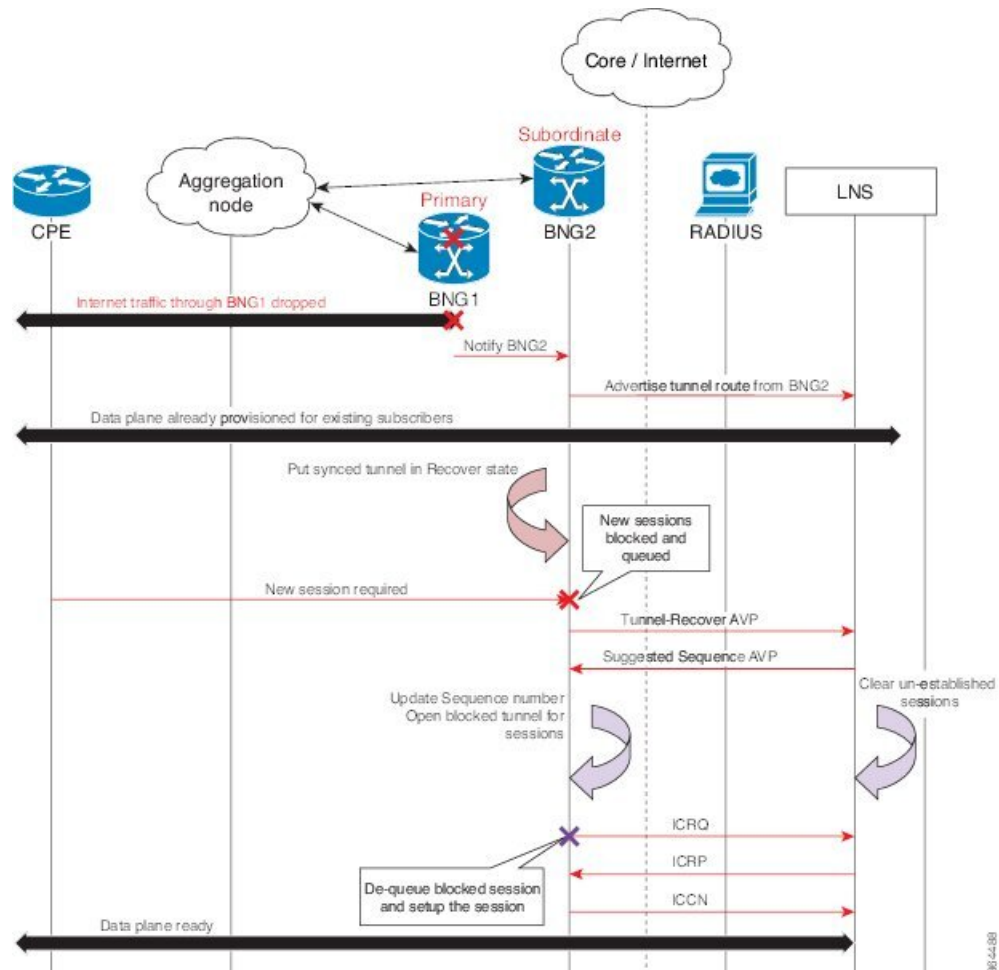 Core / Internet
Subordinate
Aggregation
node
Primary
LNS
CPE
BNG2
RADIUS
BNG1
Internet traffic through BNG1 dropped
Notify BNG2
Advertise tunnel route from BNG2
Data plane already provisioned for existing subscribers
Put synced tunnel in Recover state
New sessions
blocked and
queued
New session required
Tunnel-Recover AVP
Suggested Sequence AVP
Clear un-established
sessions
Update Sequence number
Open blocked tunnel for
sessions
ICRQ
ICRP
De-queue blocked session
and setup the session
ICCN
Data plane ready